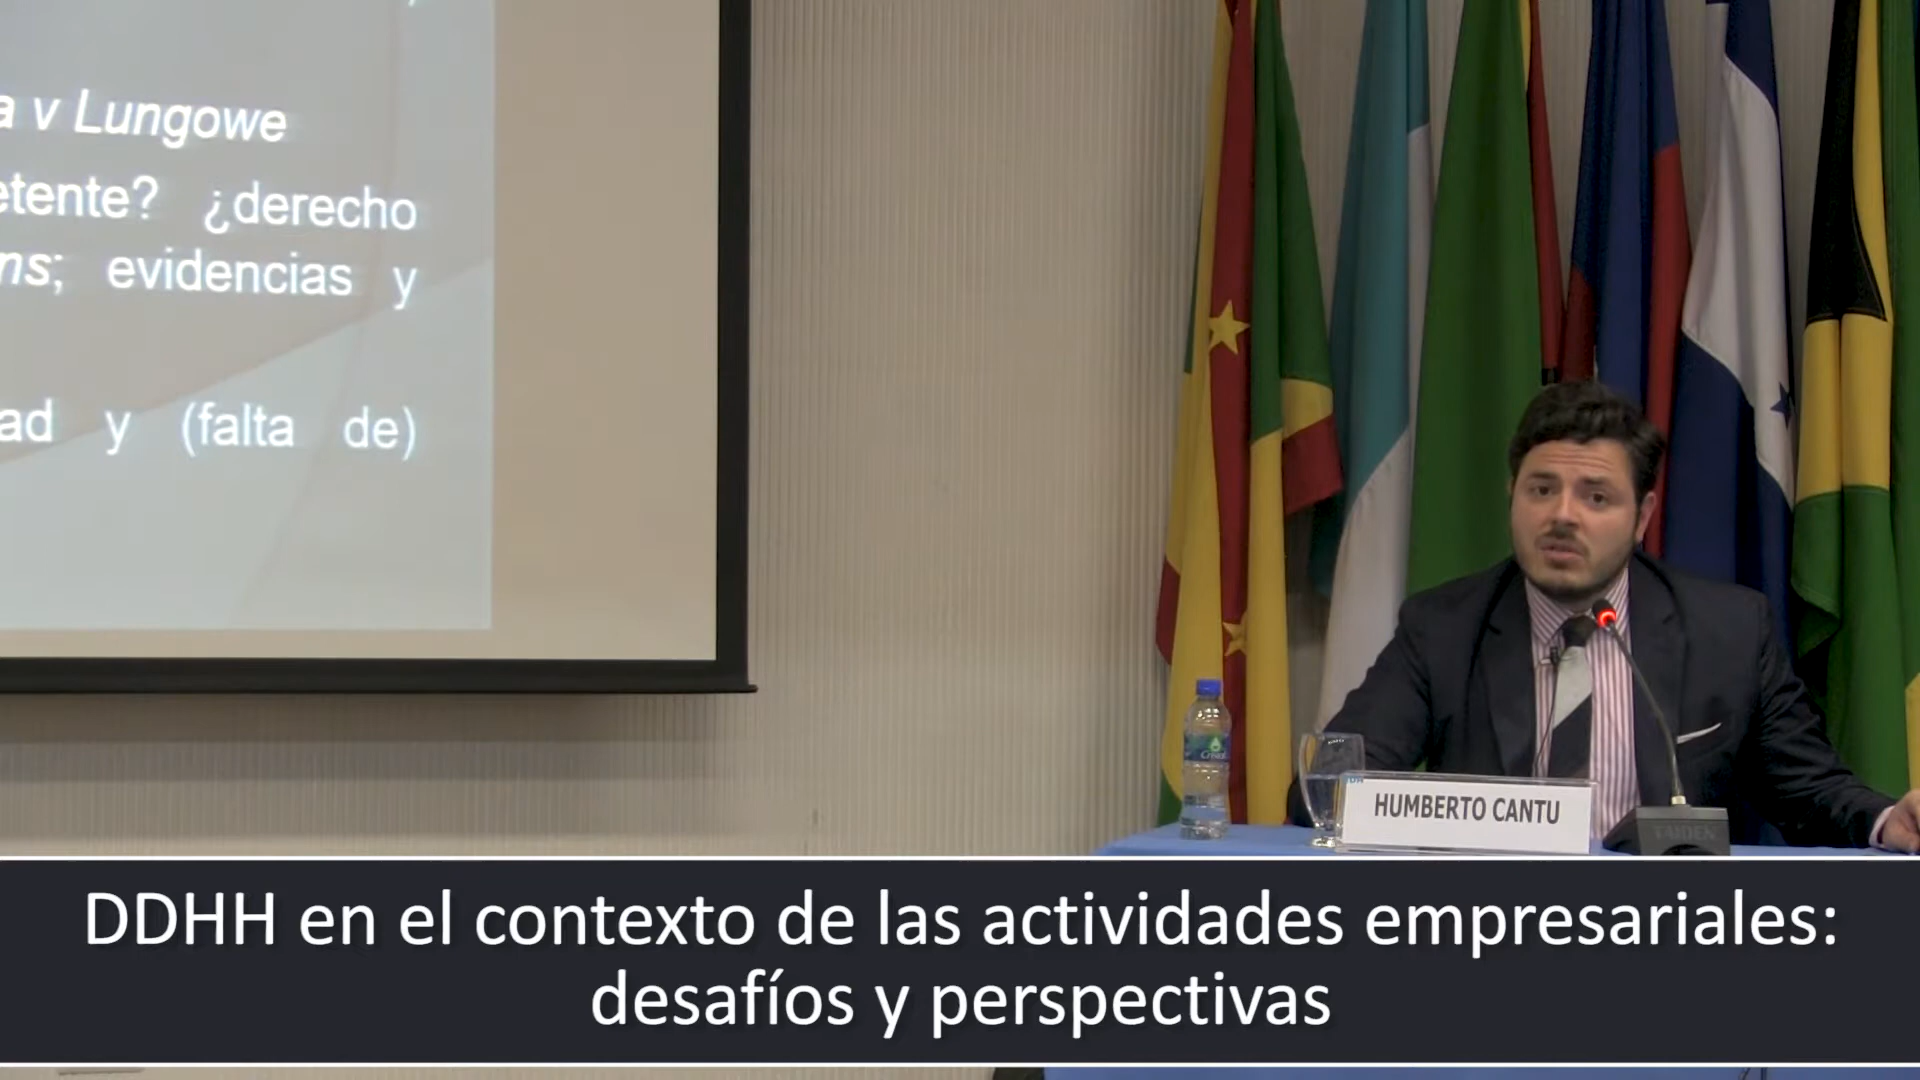 a v Lungowe
etente? ¿derecho
ns; evidencias y
ad y (falta de)
HUMBERTO CANTU
TAIDEN
DDHH en el contexto de las actividades empresariales:
desafíos y perspectivas